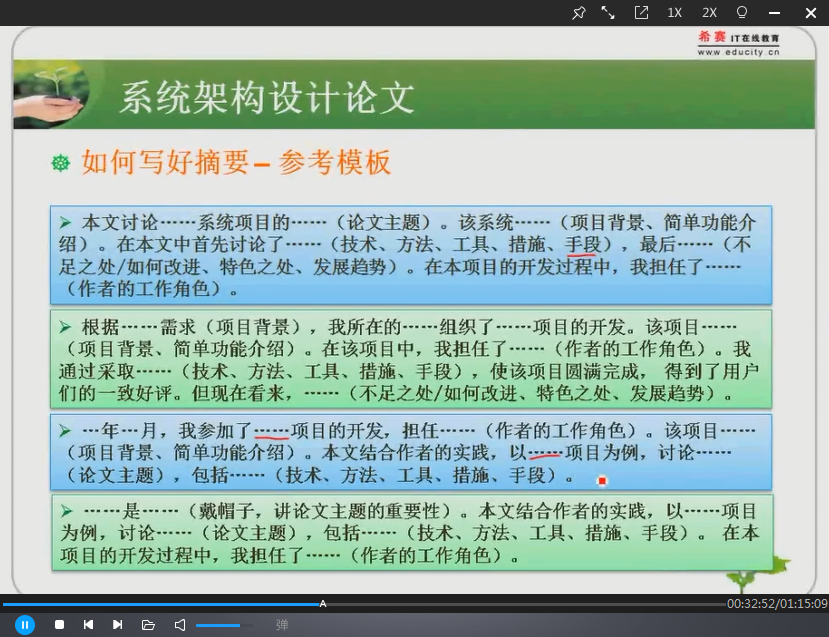 1X 2X
希赛 IT在线教育
www.educity.cn
系统架构设计论文
如何写好摘要－参考模板
本文讨论……系统项目的……（论文主题）。该系统……（项目背景、简单功能介
绍）。在本文中首先讨论了……（技术、方法、工具、措施、手段），最后……（不
足之处/如何改进、特色之处、发展趋势）。在本项目的开发过程中，我担任了……
（作者的工作角色）。
根据……需求（项目背景），我所在的……组织了……项目的开发。该项目……
（项目背景、简单功能介绍）。在该项目中，我担任了……（作者的工作角色）。我
通过采取……（技术、方法、工具、措施、手段），使该项目圆满完成， 得到了用户
们的一致好评。但现在看来，……（不足之处/如何改进、特色之处、发展趋势）。
…年…月，我参加了……项目的开发，担任……（作者的工作角色）。该项目……
（项目背景、简单功能介绍）。本文结合作者的实践，以……项目为例，讨论……
（论文主题），包括……（技术、方法、工具、措施、手段）。
……是……（戴帽子，讲论文主题的重要性）。本文结合作者的实践，以……项目
为例，讨论……（论文主题），包括……（技术、方法、工具、措施、手段）。 在本
项目的开发过程中，我担任了……（作者的工作角色）。
A
00:32:52/01:15:09
弹